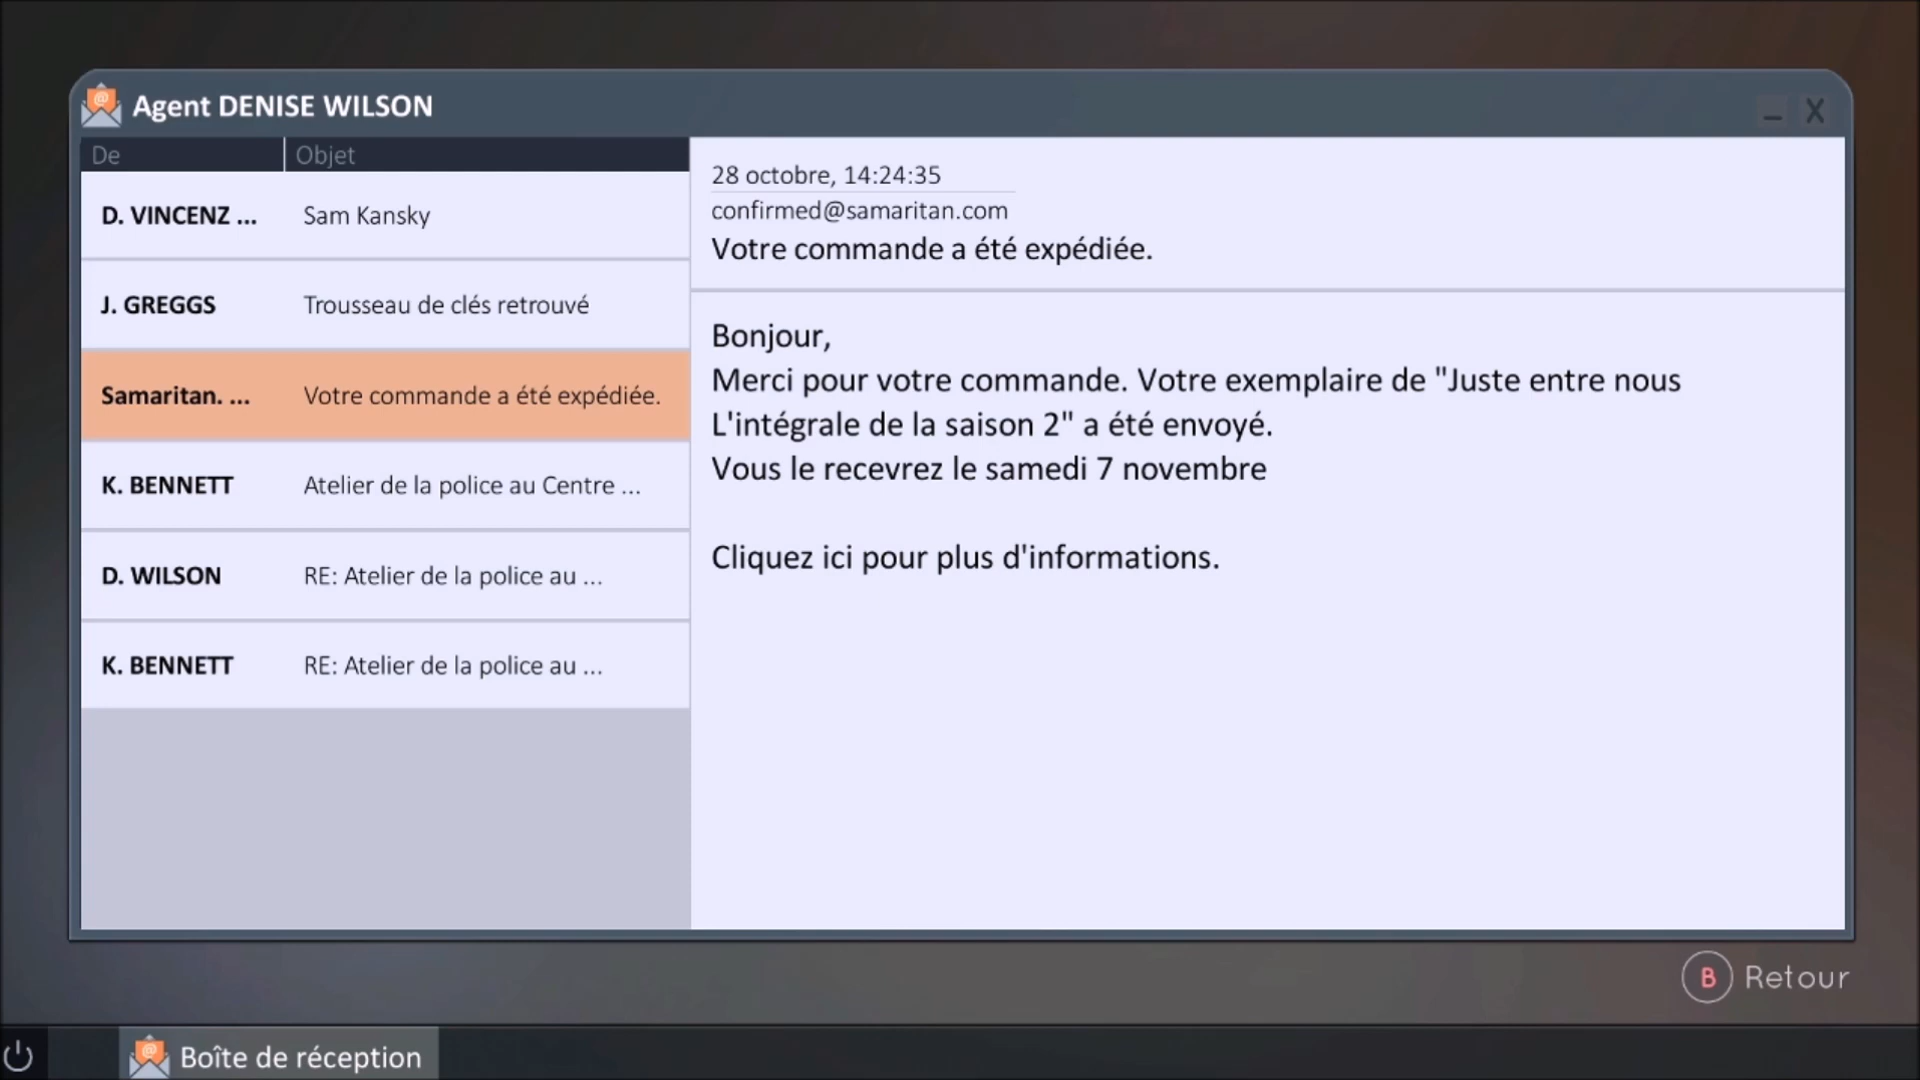 Agent DENISE WILSON
De
Objet
D. VINCENZ ...
Sam Kansky
J. GREGGS
Trousseau de clés retrouvé
Samaritan. ...
Votre commande a été expédiée.
K. BENNETT
Atelier de la police au Centre ...
D. WILSON
RE: Atelier de la police au ...
K. BENNETT
RE: Atelier de la police au ...
28 octobre, 14:24:35
confirmed@samaritan.com
Votre commande a été expédiée.
Bonjour,
Merci pour votre commande. Votre exemplaire de "Juste entre nous
L'intégrale de la saison 2" a été envoyé.
Vous le recevrez le samedi 7 novembre
Cliquez ici pour plus d'informations.
B Retour
Boîte de réception